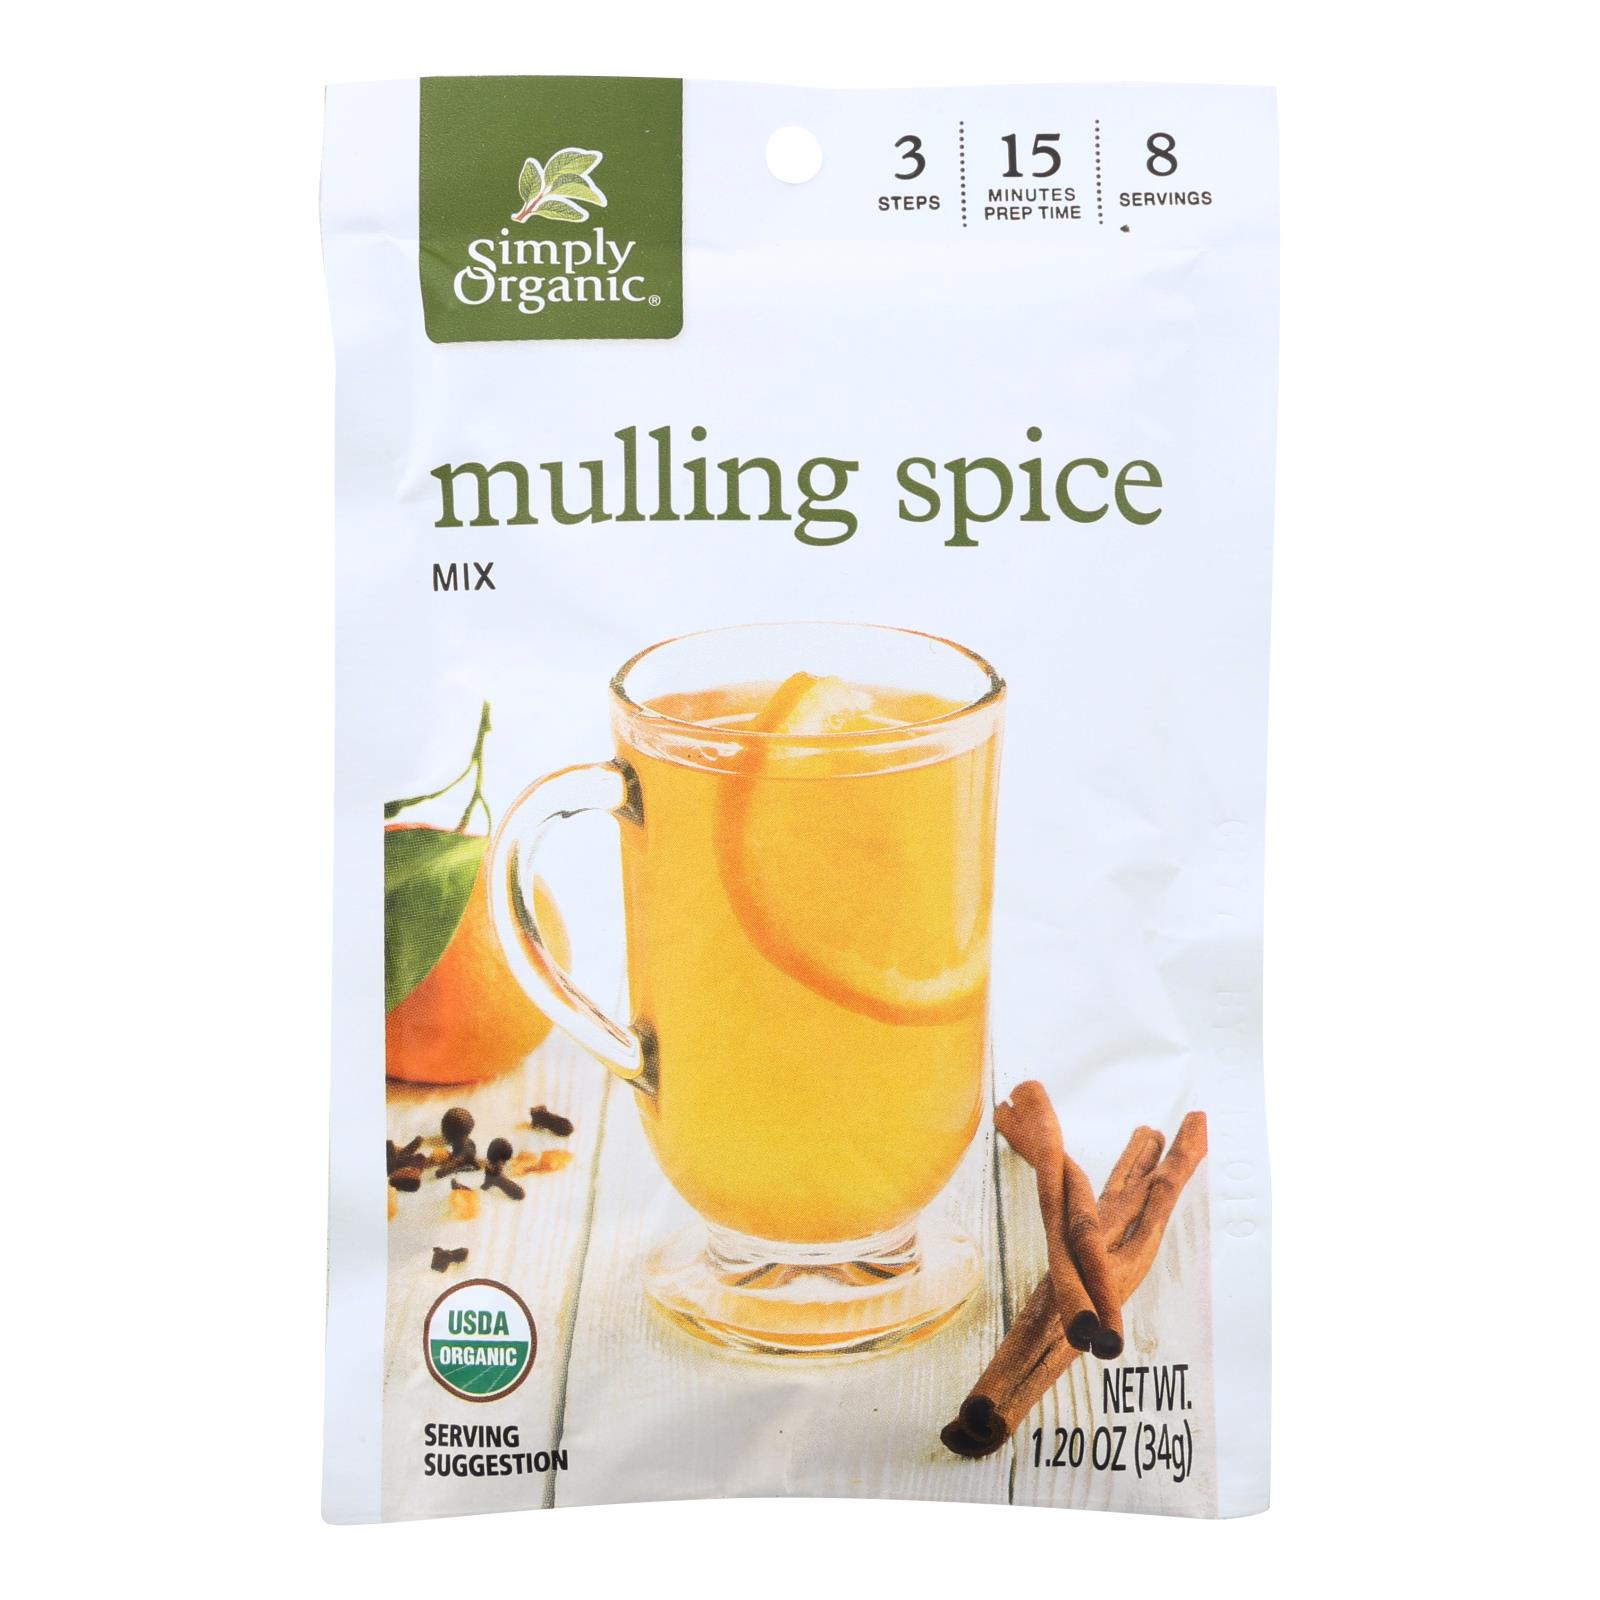 simply
Organic®
3
STEPS
15
MINUTES
PREP TIME
8
SERVINGS
mulling spice
MIX
USDA
ORGANIC
SERVING
SUGGESTION
NET WT.
1.20 OZ (34g)